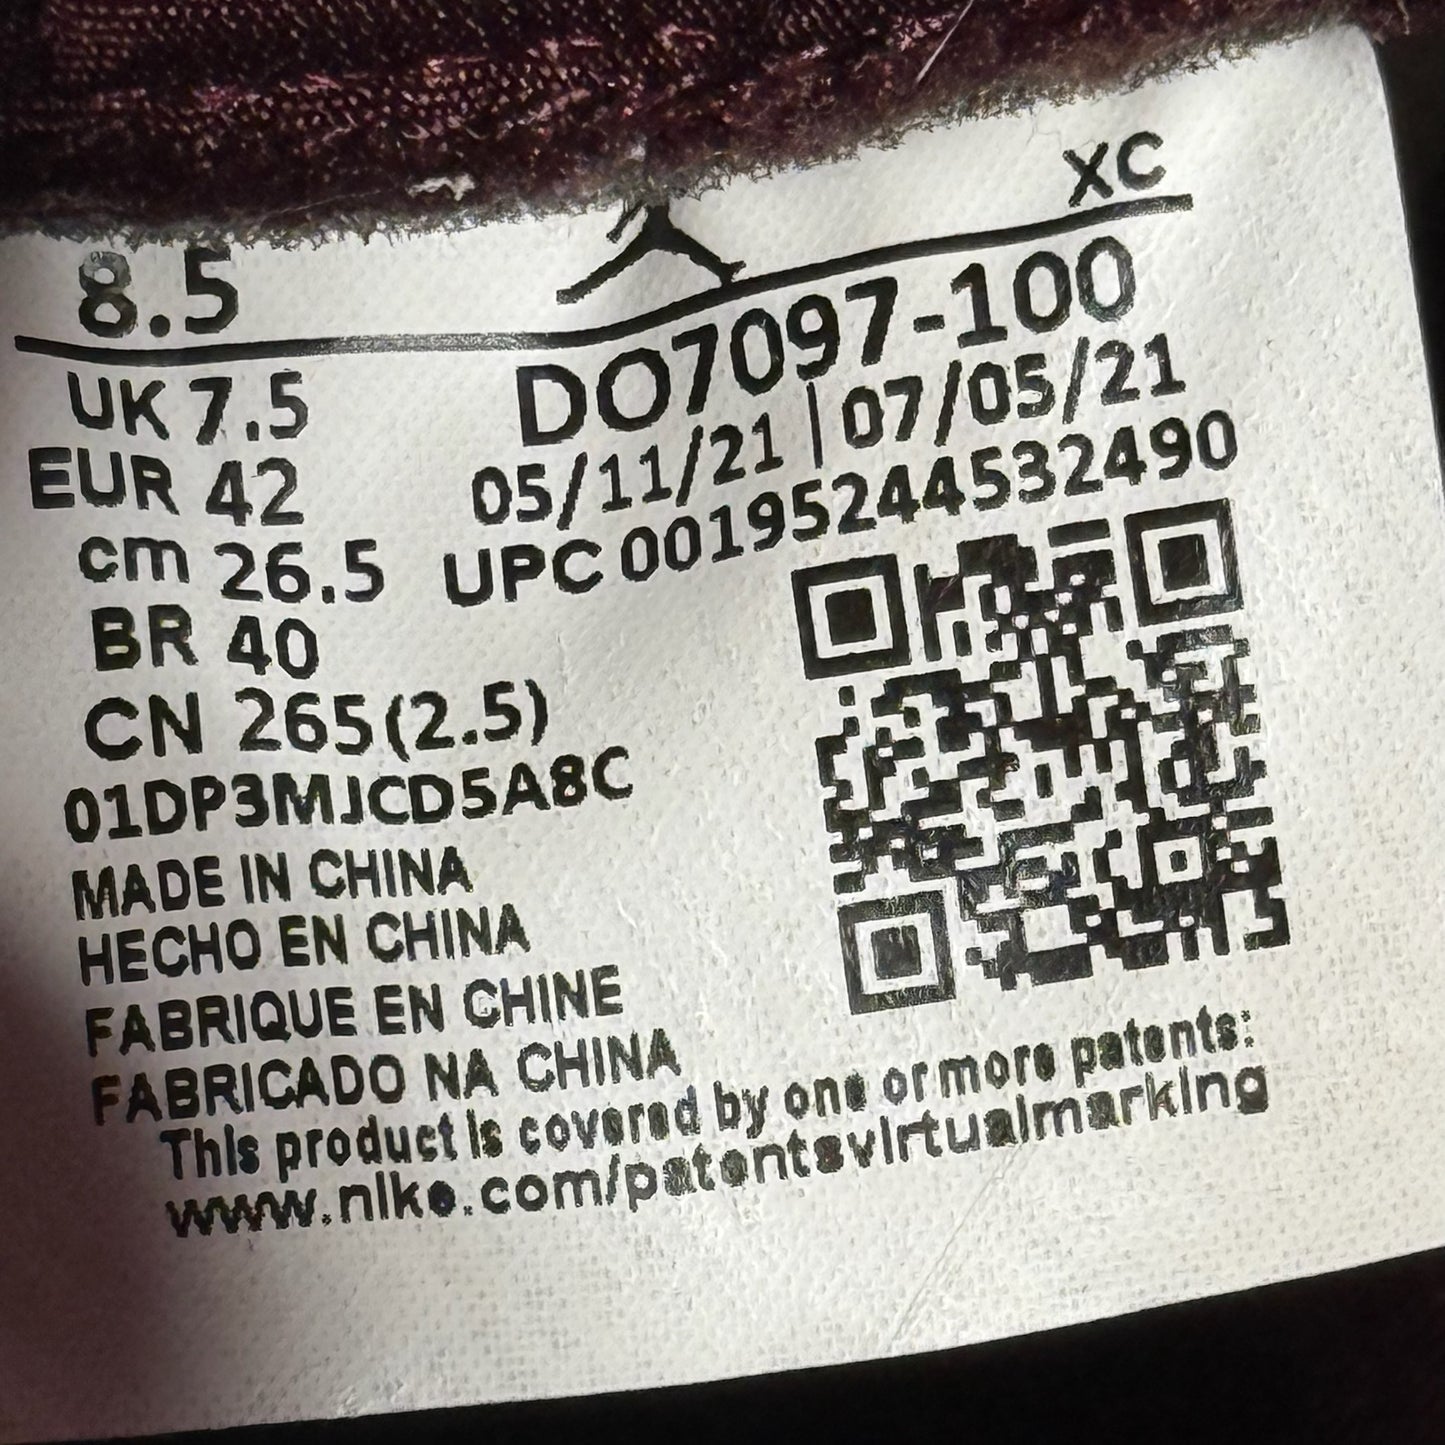 XC
8.5
DO7097-100
UK 7.5
05/11/21 | 07/05/21
EUR 42
UPC 00195244532490
cm 26.5
BR 40
CN 265(2.5)
01DP3MJCD5A8C
MADE IN CHINA
HECHO EN CHINA
FABRIQUE EN CHINE
FABRICADO NA CHINA
This product is covered by one or more patents:
www.nike.com/patentsvirtualmarking